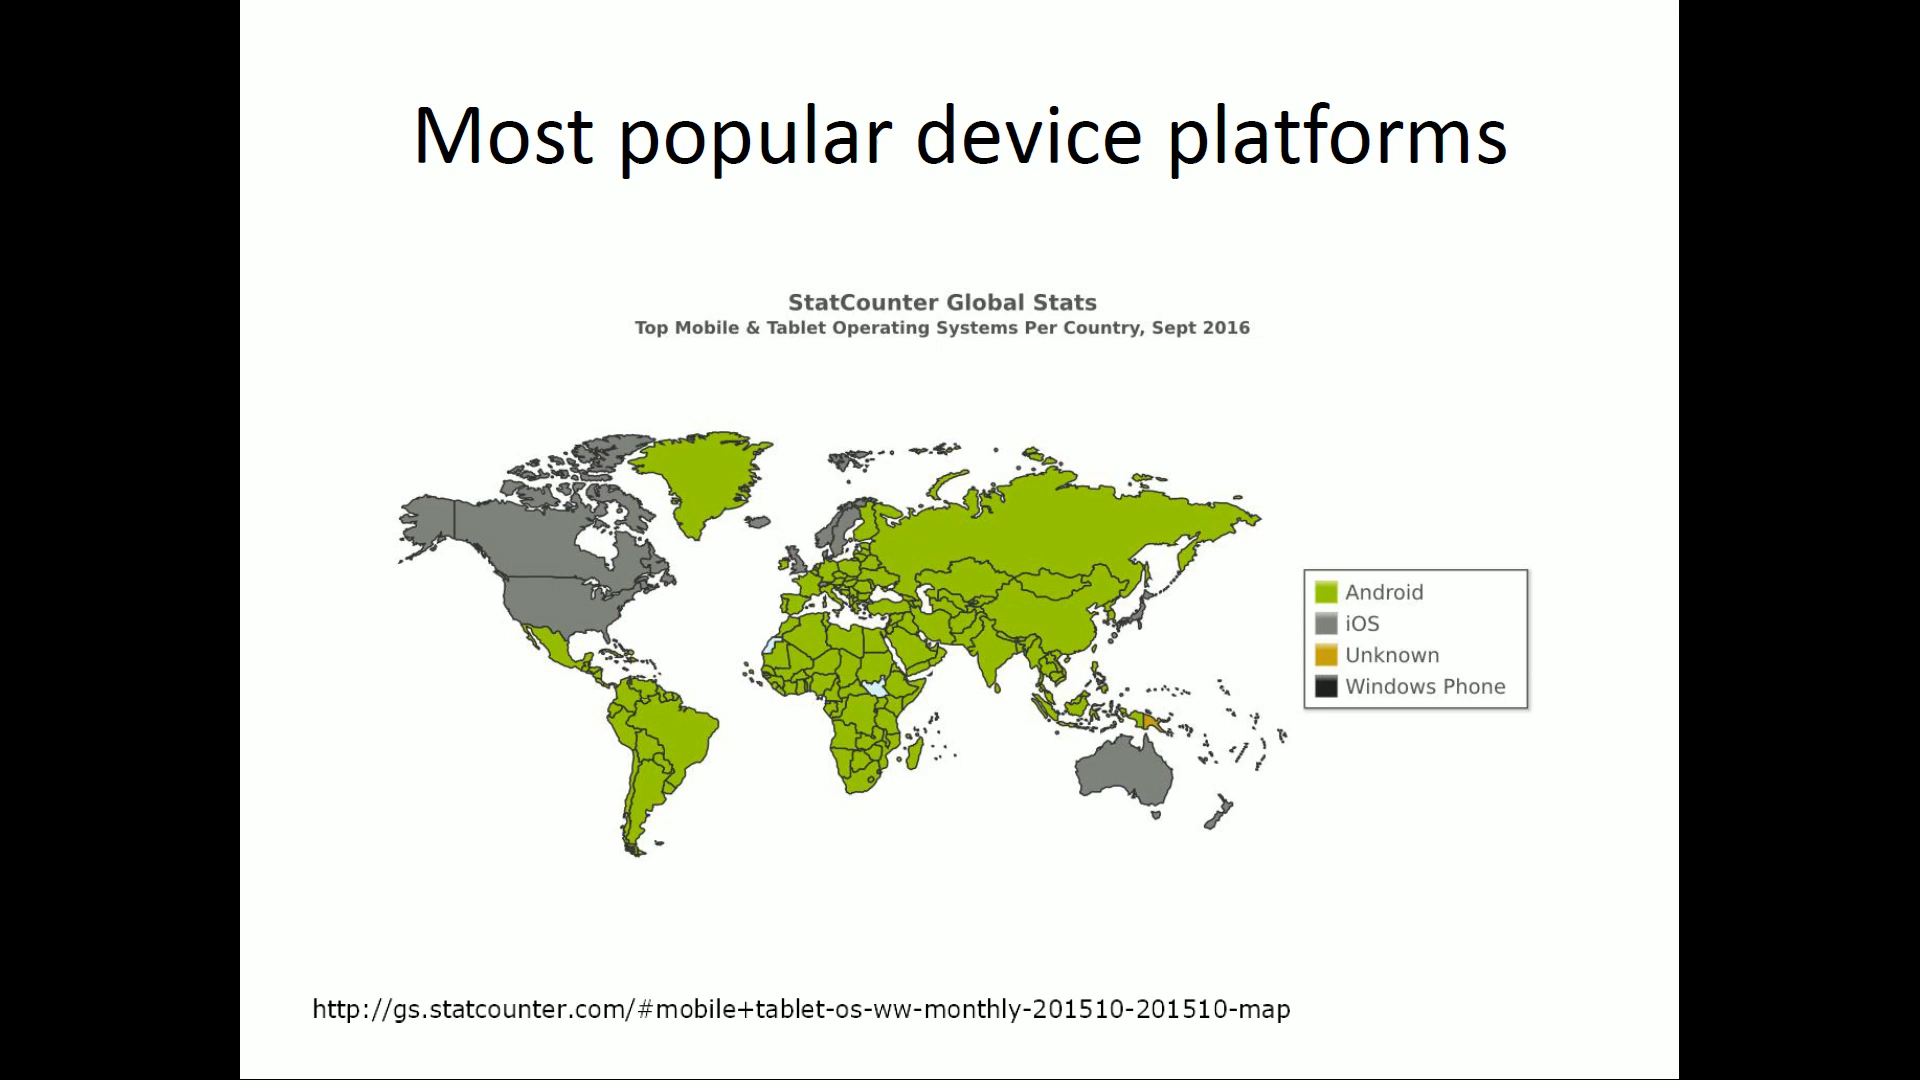 Most popular device platforms
StatCounter Global Stats
Top Mobile & Tablet Operating Systems Per Country, Sept 2016
Android
iOS
Unknown
Windows Phone
http://gs.statcounter.com/#mobile+tablet-os-ww-monthly-201510-201510-map